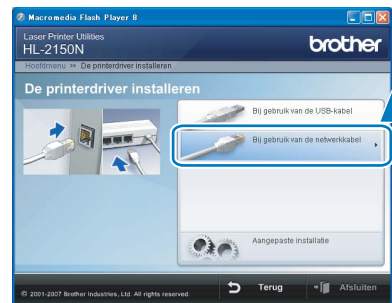 Macromedia Flash Player 8
Laser Printer Utilities
HL-2150N
brother
Hoofdmenu >> De printerdriver installeren
De printerdriver installeren
Bij gebruik van de USB-kabel
Bij gebruik van de netwerkkabel
Aangepaste installatie
© 2001-2007 Brother Industries, Ltd. All rights reserved.
Terug
Afsluiten